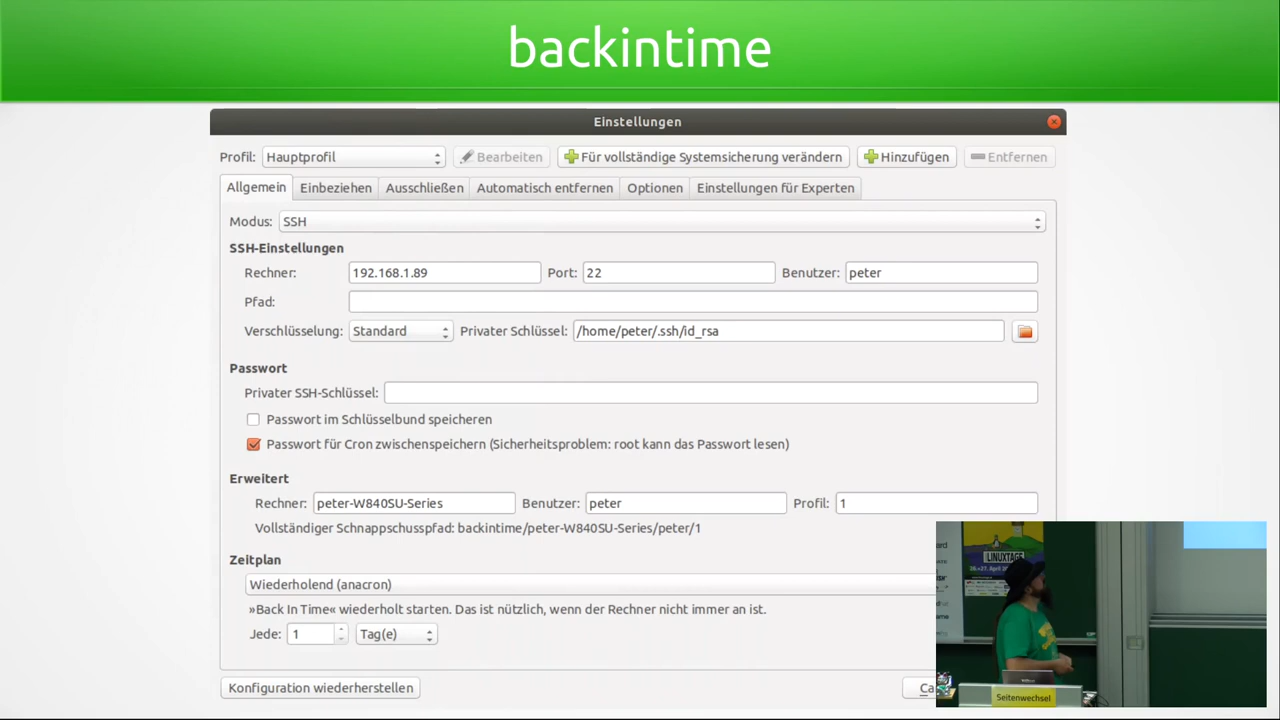 backintime
Einstellungen
Profil: Hauptprofil Bearbeiten Für vollständige Systemsicherung verändern Hinzufügen Entfernen
Allgemein Einbeziehen Ausschließen Automatisch entfernen Optionen Einstellungen für Experten
Modus: SSH
SSH-Einstellungen
Rechner: 192.168.1.89 Port: 22 Benutzer: peter
Pfad:
Verschlüsselung: Standard Privater Schlüssel: /home/peter/.ssh/id_rsa
Passwort
Privater SSH-Schlüssel:
Passwort im Schlüsselbund speichern
Passwort für Cron zwischenspeichern (Sicherheitsproblem: root kann das Passwort lesen)
Erweitert
Rechner: peter-W840SU-Series Benutzer: peter Profil: 1
Vollständiger Schnappschusspfad: backintime/peter-W840SU-Series/peter/1
Zeitplan
Wiederholend (anacron)
»Back In Time« wiederholt starten. Das ist nützlich, wenn der Rechner nicht immer an ist.
Jede: 1 Tag(e)
Konfiguration wiederherstellen Ca
LINUXTAGE
Seitenwechsel